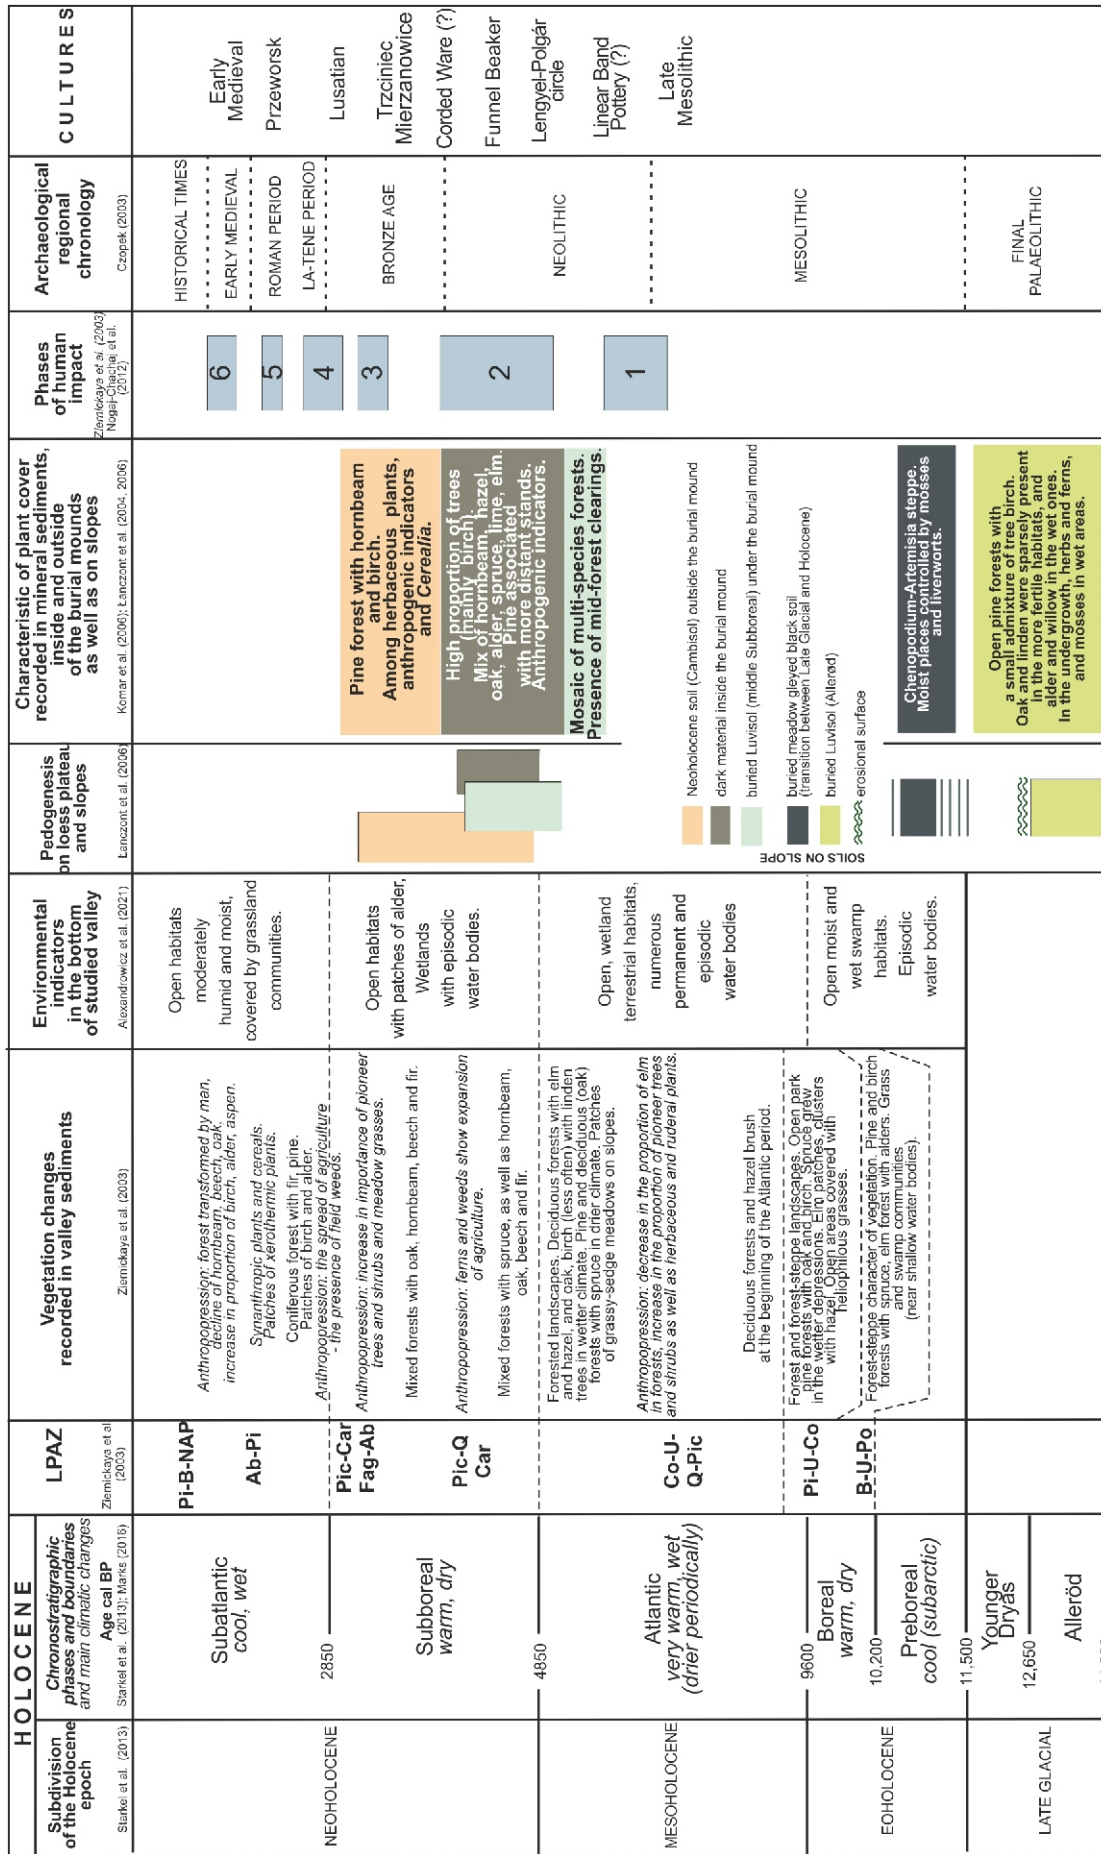 HOLOCENE
Subdivision
of the Holocene
epoch
Starkel et al. (2013)
Chronostratigraphic
phases and boundaries
and main climatic changes
Age cal BP
Starkel et al. (2013); Marks (2016)
LPAZ
Ziemickaya et al
(2003)
Vegetation changes
recorded in valley sediments
Ziemickaya et al. (2003)
Environmental
indicators
in the bottom
of studied valley
Alexandrowicz et al. (2021)
Pedogenesis
on loess plateau
and slopes
Łanczont et al. (2006)
Characteristic of plant cover
recorded in mineral sediments,
inside and outside
of the burial mounds
as well as on slopes
Komar et al. (2006); Łanczont et al. (2004, 2006)
Phases
of human
impact
Ziemickaya et al. (2003)
Nogaj-Chachaj et al.
(2012)
Archaeological
regional
chronology
Czopek (2003)
CULTURES
NEOHOLOCENE
MESOHOLOCENE
EOHOLOCENE
LATE GLACIAL
Subatlantic
cool, wet
2850
Subboreal
warm, dry
4850
Atlantic
very warm, wet
(drier periodically)
9600
Boreal
warm, dry
10,200
Preboreal
cool (subarctic)
11,500
Younger
Dryas
12,650
Alleröd
Pi-B-NAP
Ab-Pi
Pic-Car
Fag-Ab
Pic-Q
Car
Co-U-
Q-Pic
Pi-U-Co
B-U-Po
Anthropopression: forest transformed by man,
decline of hornbeam, beech, oak,
increase in proportion of birch, alder, aspen.
Synanthropic plants and cereals.
Patches of xerothermic plants.
Coniferous forest with fir, pine.
Patches of birch and alder.
Anthropopression: the spread of agriculture
- the presence of field weeds.
Anthropopression: increase in importance of pioneer
trees and shrubs and meadow grasses.
Mixed forests with oak, hornbeam, beech and fir.
Anthropopression: ferns and weeds show expansion
of agriculture.
Mixed forests with spruce, as well as hornbeam,
oak, beech and fir.
Forested landscapes. Deciduous forests with elm
and hazel, and oak, birch (less often) with linden
trees in wetter climate. Pine and deciduous (oak)
forests with spruce in drier climate. Patches
of grassy-sedge meadows on slopes.
Anthropopression: decrease in the proportion of elm
in forests, increase in the proportion of pioneer trees
and shrubs as well as herbaceous and ruderal plants.
Deciduous forests and hazel brush
at the beginning of the Atlantic period.
Forest and forest-steppe landscapes. Open park
pine forests with oak and birch. Spruce grew
in the wetter depressions. Elm patches, clusters
with hazel. Open areas covered with
heliophilous grasses.
Forest-steppe character of vegetation. Pine and birch
forests with spruce, elm forest with alders. Grass
and swamp communities
(near shallow water bodies).
Open habitats
moderately
humid and moist,
covered by grassland
communities.
Open habitats
with patches of alder,
Wetlands
with episodic
water bodies.
Open, wetland
terrestrial habitats,
numerous
permanent and
episodic
water bodies
Open moist and
wet swamp
habitats.
Episodic
water bodies.
SOILS ON SLOPE
Neoholocene soil (Cambisol) outside the burial mound
dark material inside the burial mound
buried Luvisol (middle Subboreal) under the burial mound
buried meadow gleyed black soil
(transition between Late Glacial and Holocene)
buried Luvisol (Allerød)
erosional surface
Pine forest with hornbeam
and birch.
Among herbaceous plants,
anthropogenic indicators
and Cerealia.
High proportion of trees
(mainly birch).
Mix of hornbeam, hazel,
oak, alder, spruce, lime, elm.
Pine associated
with more distant stands.
Anthropogenic indicators.
Mosaic of multi-species forests.
Presence of mid-forest clearings.
Chenopodium-Artemisia steppe.
Moist places controlled by mosses
and liverworts.
Open pine forests with
a small admixture of tree birch.
Oak and linden were sparsely present
in the more fertile habitats, and
alder and willow in the wet ones.
In the undergrowth, herbs and ferns,
and mosses in wet areas.
6
5
4
3
2
1
HISTORICAL TIMES
EARLY MEDIEVAL
ROMAN PERIOD
LA-TENE PERIOD
BRONZE AGE
NEOLITHIC
MESOLITHIC
FINAL
PALAEOLITHIC
Early
Medieval
Przeworsk
Lusatian
Trzciniec
Mierzanowice
Corded Ware (?)
Funnel Beaker
Lengyel-Polgár
circle
Linear Band
Pottery (?)
Late
Mesolithic